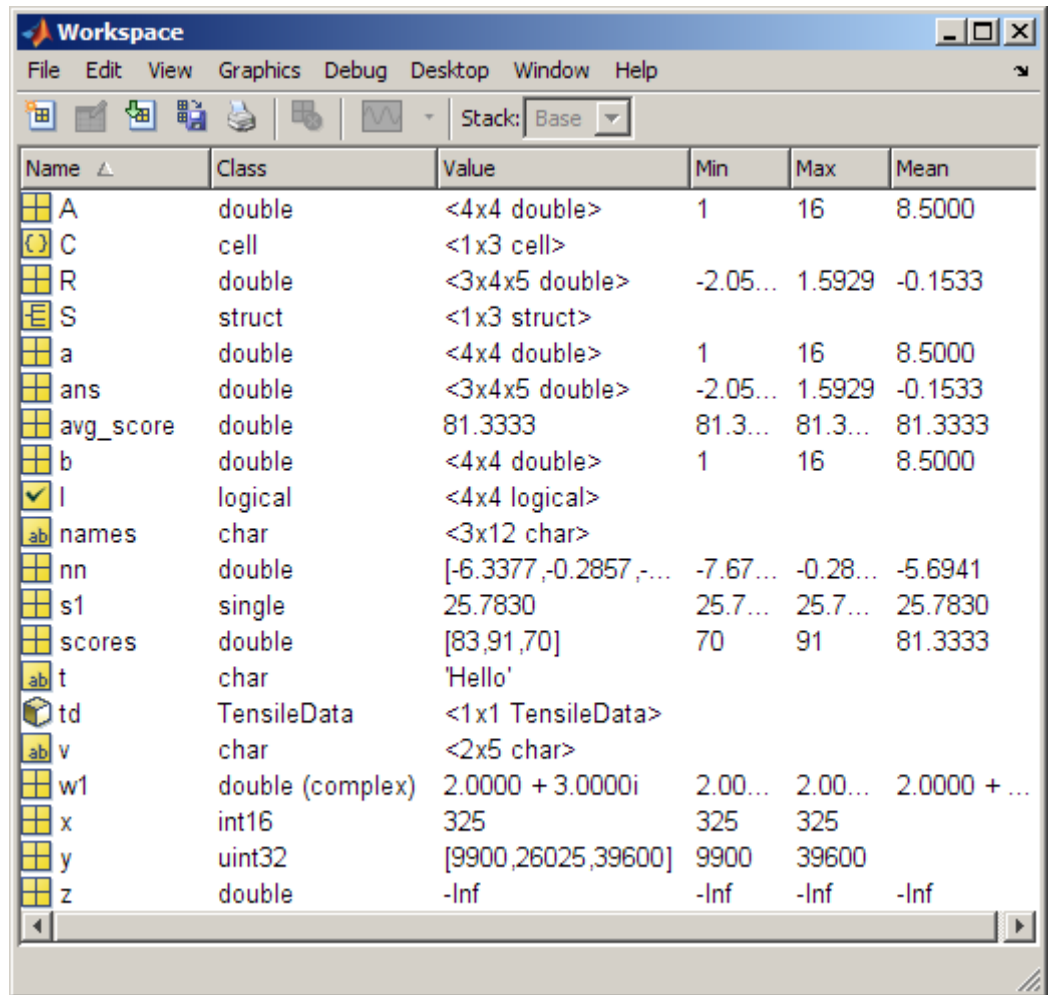 Workspace
File Edit View Graphics Debug Desktop Window Help
Stack: Base
Name Class Value Min Max Mean
A double <4x4 double> 1 16 8.5000
{} C cell <1x3 cell>
R double <3x4x5 double> -2.05... 1.5929 -0.1533
S struct <1x3 struct>
a double <4x4 double> 1 16 8.5000
ans double <3x4x5 double> -2.05... 1.5929 -0.1533
avg_score double 81.3333 81.3... 81.3... 81.3333
b double <4x4 double> 1 16 8.5000
l logical <4x4 logical>
ab names char <3x12 char>
nn double [-6.3377,-0.2857,-... -7.67... -0.28... -5.6941
s1 single 25.7830 25.7... 25.7... 25.7830
scores double [83,91,70] 70 91 81.3333
ab t char 'Hello'
td TensileData <1x1 TensileData>
ab v char <2x5 char>
w1 double (complex) 2.0000 + 3.0000i 2.00... 2.00... 2.0000 + ...
x int16 325 325 325
y uint32 [9900,26025,39600] 9900 39600
z double -Inf -Inf -Inf -Inf